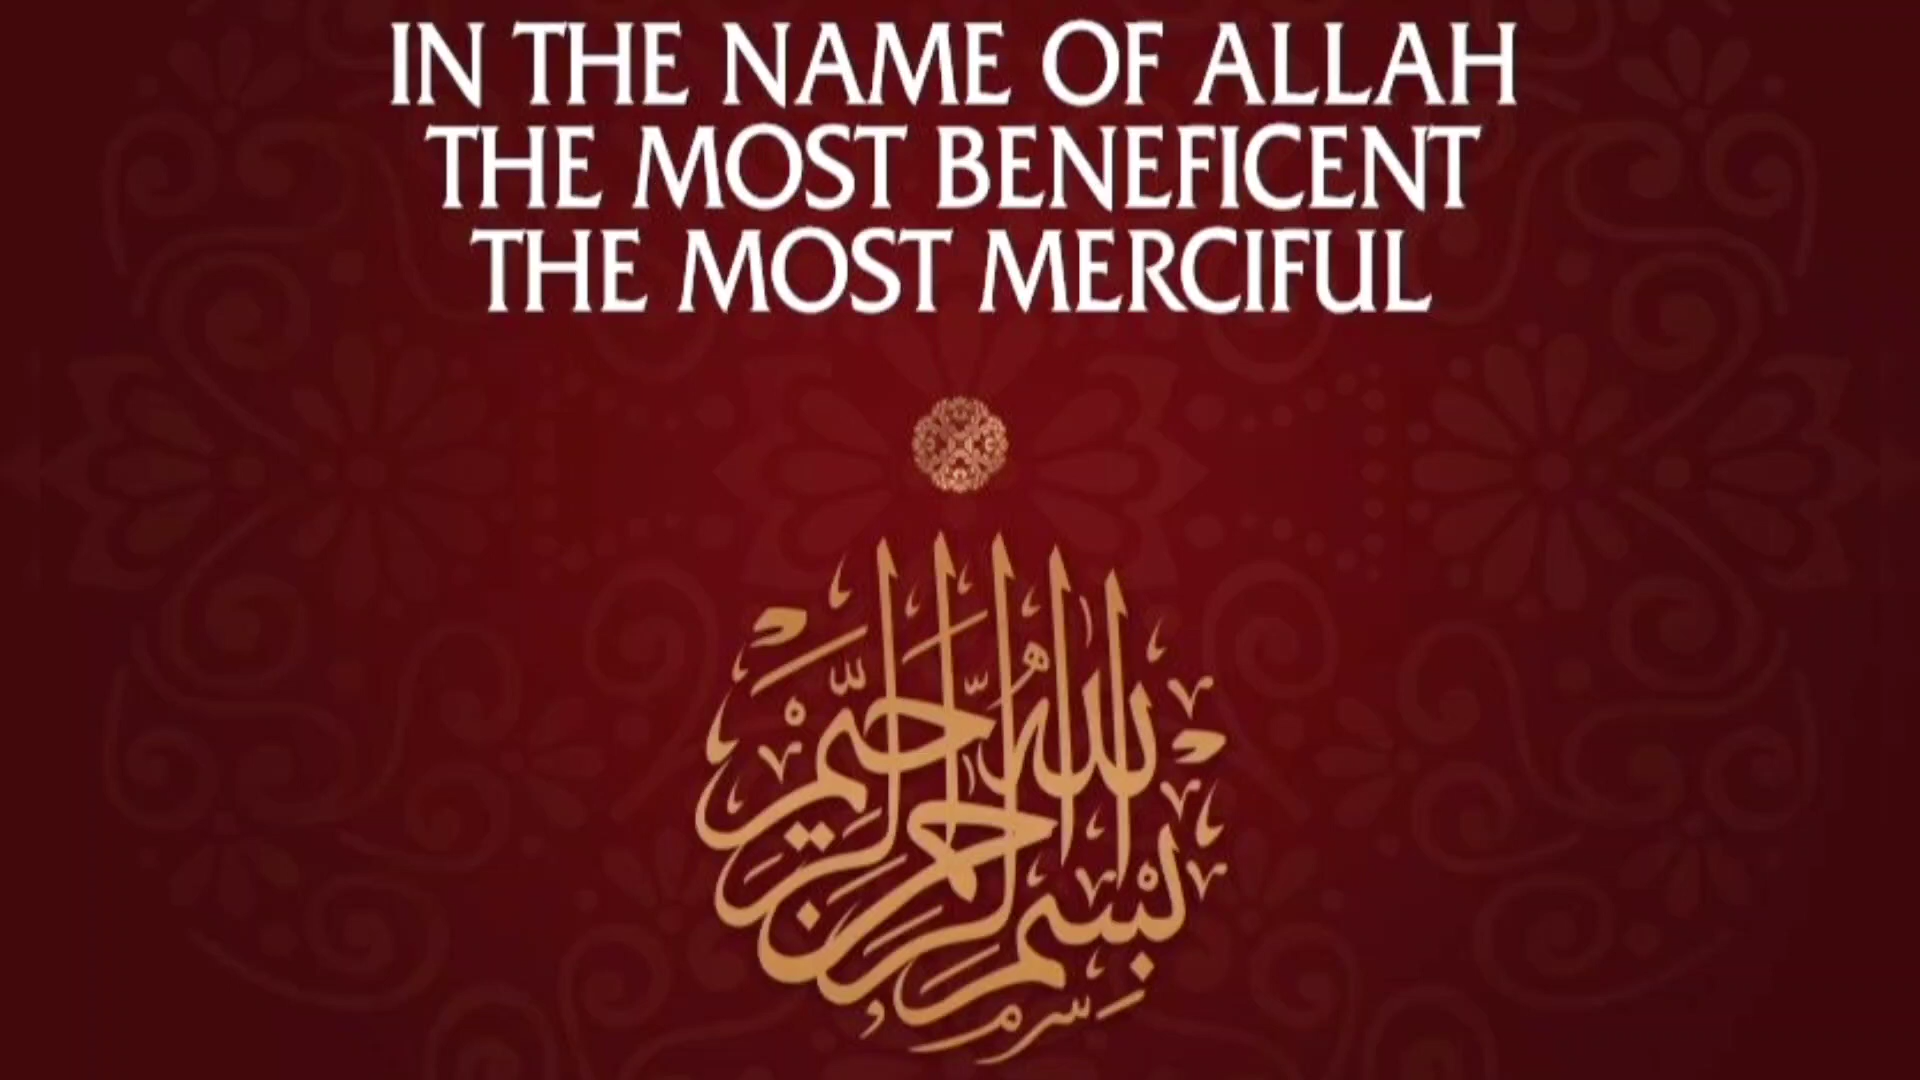 IN THE NAME OF ALLAH
THE MOST BENEFICENT
THE MOST MERCIFUL
بسم الله الرحمن الرحيم